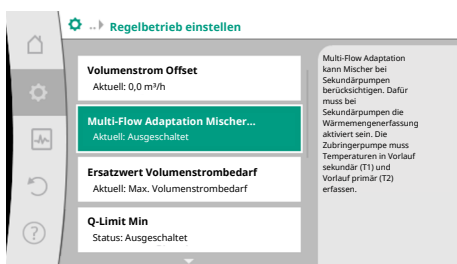 ..▸ Regelbetrieb einstellen
Volumenstrom Offset
Aktuell: 0,0 m³/h
Multi-Flow Adaptation Mischer...
Aktuell: Ausgeschaltet
Ersatzwert Volumenstrombedarf
Aktuell: Max. Volumenstrombedarf
Q-Limit Min
Status: Ausgeschaltet
Multi-Flow Adaptation
kann Mischer bei
Sekundärpumpen
berücksichtigen. Dafür
muss bei
Sekundärpumpen die
Wärmemengenerfassung
aktiviert sein. Die
Zubringerpumpe muss
Temperaturen in Vorlauf
sekundär (T1) und
Vorlauf primär (T2)
erfassen.
?